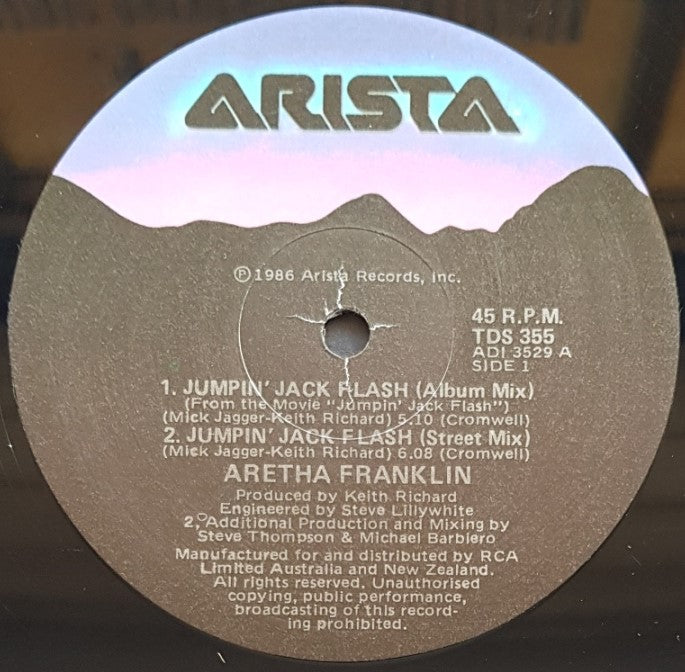 ARISTA
Ⓟ1986 Arista Records, Inc.
45 R.P.M.
TDS 355
ADI 3529 A
SIDE 1
1. JUMPIN' JACK FLASH (Album Mix)
(From the Movie "Jumpin' Jack Flash")
(Mick Jagger-Keith Richard) 5.10 (Cromwell)
2. JUMPIN' JACK FLASH (Street Mix)
(Mick Jagger-Keith Richard) 6.08 (Cromwell)
ARETHA FRANKLIN
Produced by Keith Richard
Engineered by Steve Lillywhite
2, Additional Production and Mixing by
Steve Thompson & Michael Barbiero
Manufactured for and distributed by RCA
Limited Australia and New Zealand.
All rights reserved. Unauthorised
copying, public performance,
broadcasting of this record-
ing prohibited.